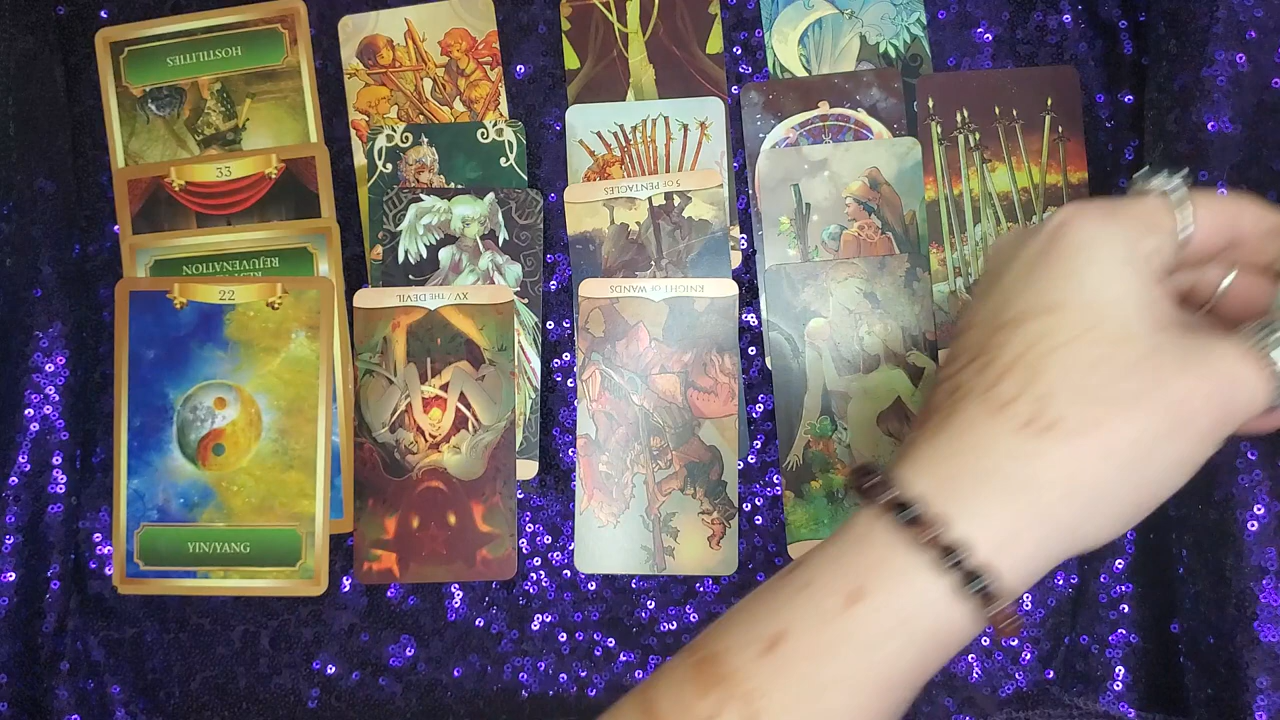 HOSTILITIES
33
REJUVENATION
22
YIN/YANG
XV / THE DEVIL
5 OF PENTACLES
KNIGHT OF WANDS